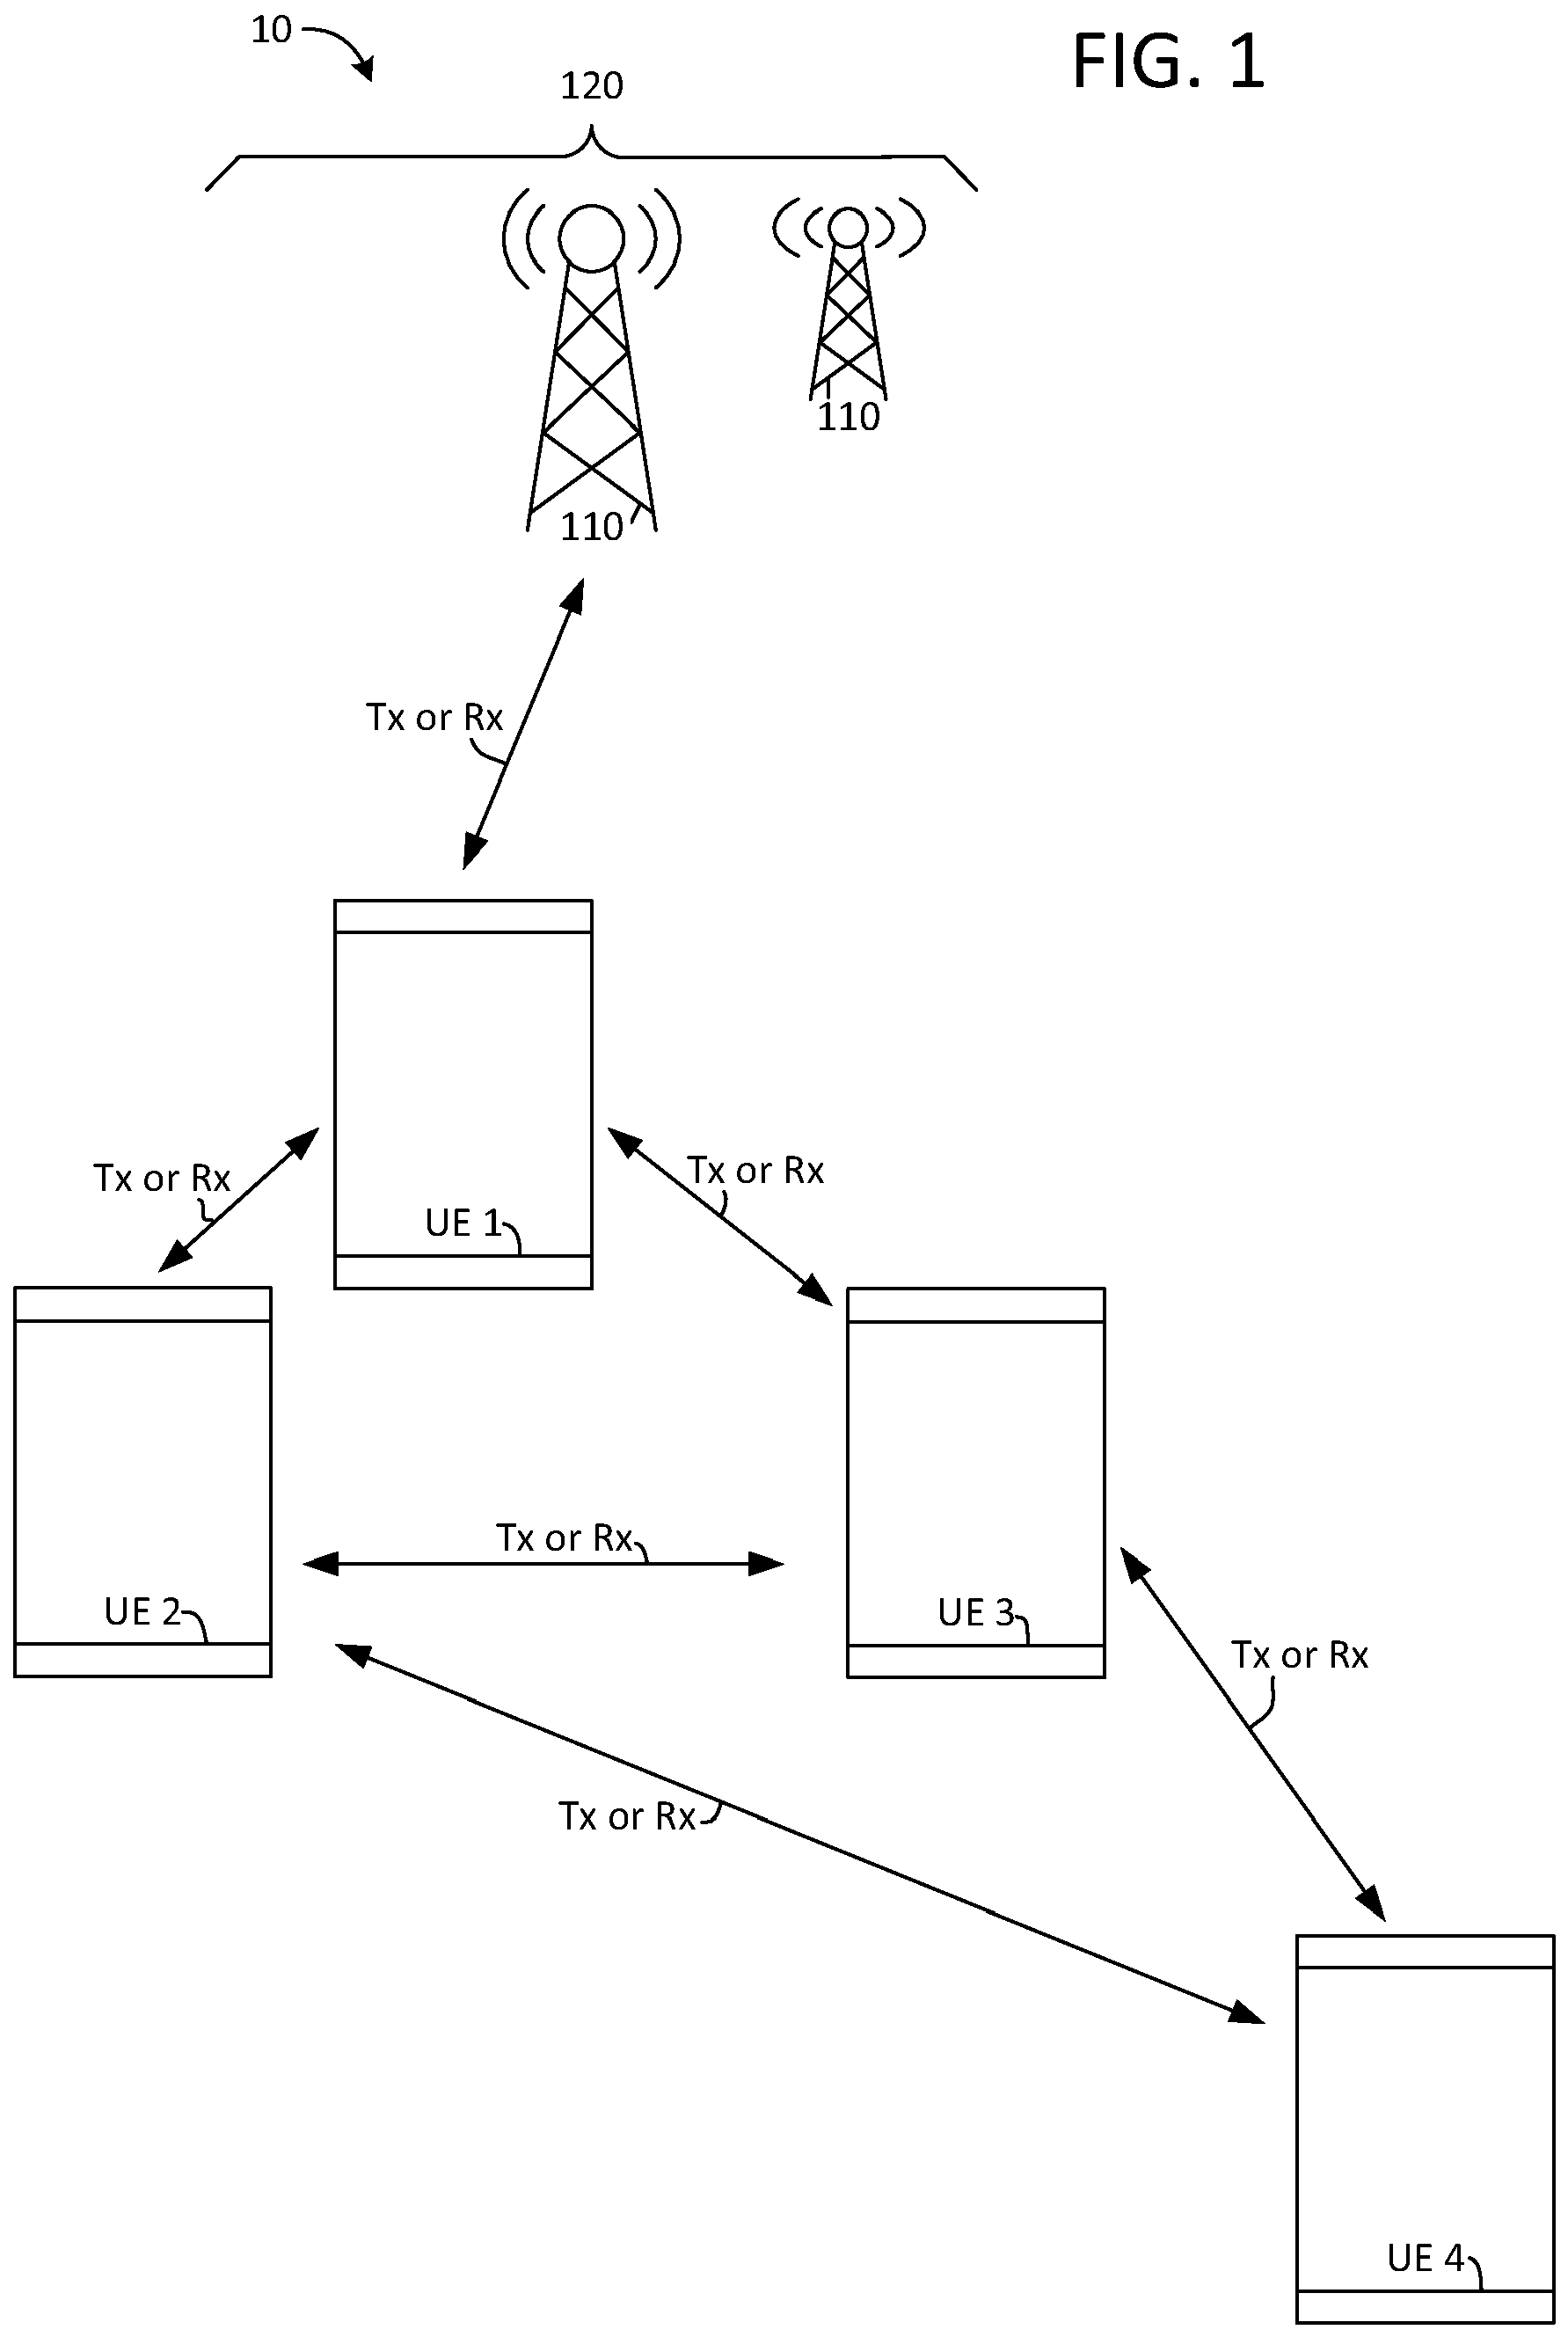 10
FIG. 1
120
110
110
Tx or Rx
Tx or Rx
Tx or Rx
UE 1
Tx or Rx
UE 2
UE 3
Tx or Rx
Tx or Rx
UE 4